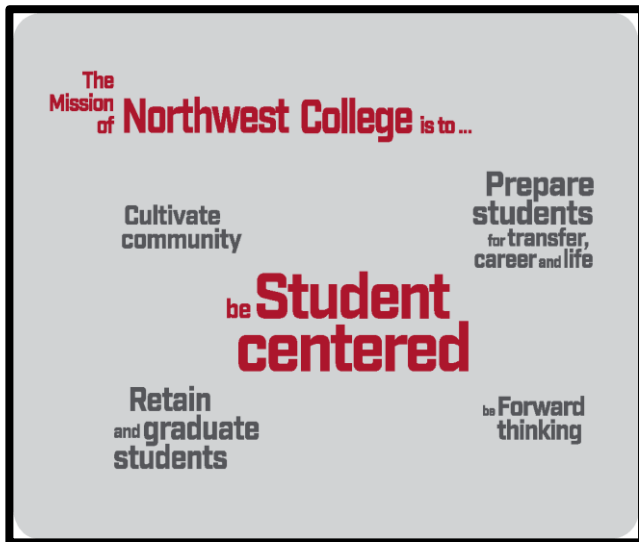 The
Mission
of Northwest College is to ...
Cultivate
community
Prepare
students
for transfer,
career and life
be Student
centered
Retain
and graduate
students
be Forward
thinking